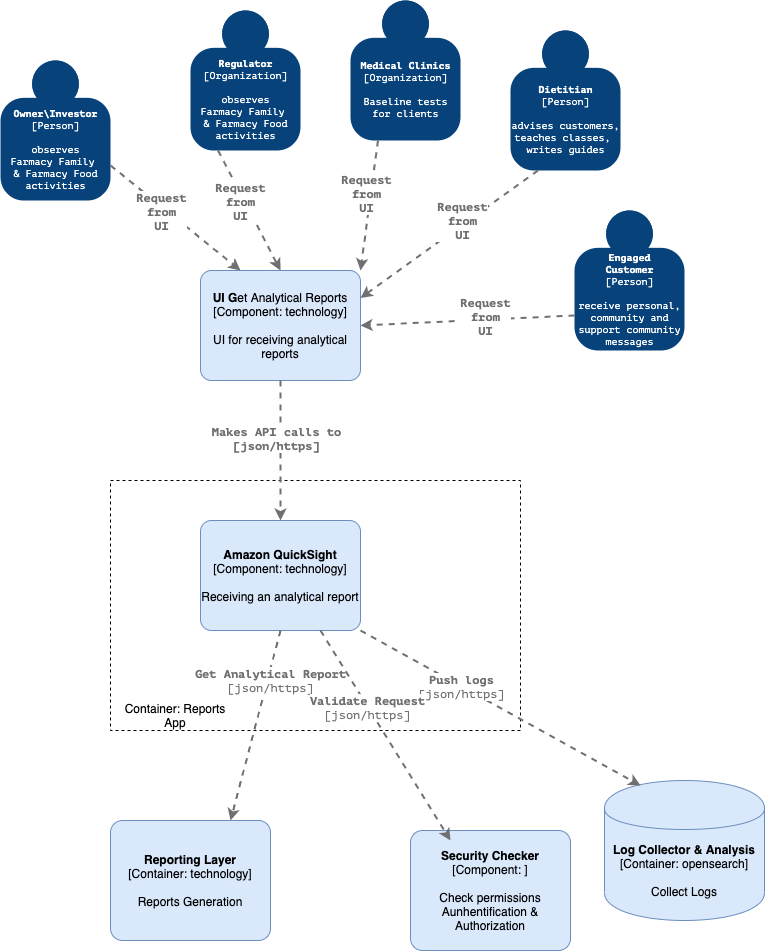 Regulator
[Organization]
observes
Farmacy Family
& Farmacy Food
activities
Medical Clinics
[Organization]
Baseline tests
for clients
Dietitian
[Person]
advises customers,
teaches classes,
writes guides
Owner\Investor
[Person]
observes
Farmacy Family
& Farmacy Food
activities
Request
from
UI
Request
from
UI
Request
from
UI
Request
from
UI
Engaged
Customer
[Person]
receive personal,
community and
support community
messages
Request
from
UI
UI Get Analytical Reports
[Component: technology]
UI for receiving analytical
reports
Makes API calls to
[json/https]
Amazon QuickSight
[Component: technology]
Receiving an analytical report
Get Analytical Report
[json/https]
Validate Request
[json/https]
Push logs
[json/https]
Container: Reports
App
Reporting Layer
[Container: technology]
Reports Generation
Security Checker
[Component: ]
Check permissions
Aunhentification &
Authorization
Log Collector & Analysis
[Container: opensearch]
Collect Logs